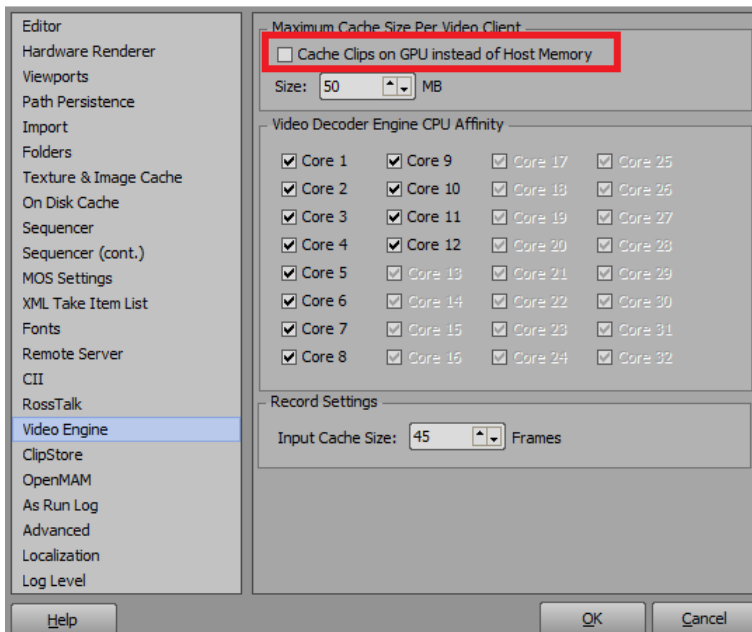 Editor
Hardware Renderer
Viewports
Path Persistence
Import
Folders
Texture & Image Cache
On Disk Cache
Sequencer
Sequencer (cont.)
MOS Settings
XML Take Item List
Fonts
Remote Server
CII
RossTalk
Video Engine
ClipStore
OpenMAM
As Run Log
Advanced
Localization
Log Level
Maximum Cache Size Per Video Client
Cache Clips on GPU instead of Host Memory
Size: 50 MB
Video Decoder Engine CPU Affinity
Core 1 Core 9 Core 17 Core 25
Core 2 Core 10 Core 18 Core 26
Core 3 Core 11 Core 19 Core 27
Core 4 Core 12 Core 20 Core 28
Core 5 Core 13 Core 21 Core 29
Core 6 Core 14 Core 22 Core 30
Core 7 Core 15 Core 23 Core 31
Core 8 Core 16 Core 24 Core 32
Record Settings
Input Cache Size: 45 Frames
Help OK Cancel